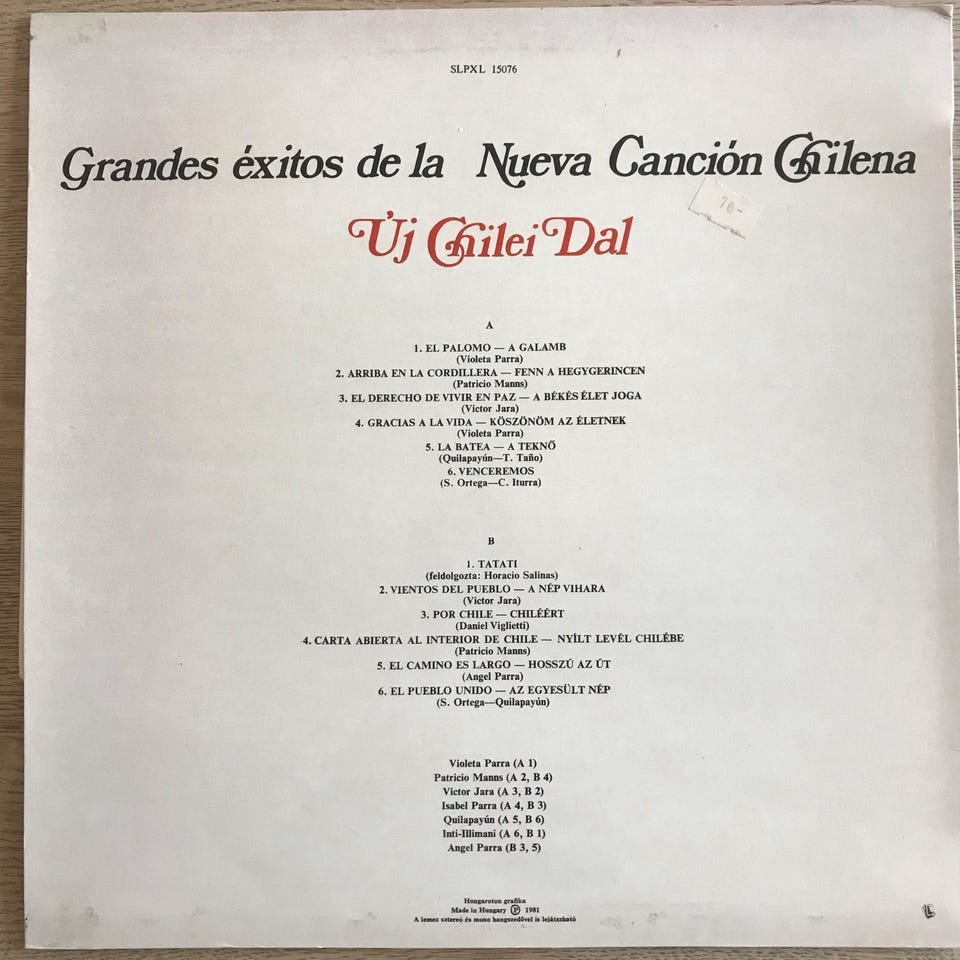 SLPXL 15076
Grandes éxitos de la Nueva Canción Chilena
70-
Új Chilei Dal
A
1. EL PALOMO — A GALAMB
(Violeta Parra)
2. ARRIBA EN LA CORDILLERA — FENN A HEGYGERINCEN
(Patricio Manns)
3. EL DERECHO DE VIVIR EN PAZ — A BÉKÉS ÉLET JOGA
(Victor Jara)
4. GRACIAS A LA VIDA — KÖSZÖNÖM AZ ÉLETNEK
(Violeta Parra)
5. LA BATEA — A TEKNŐ
(Quilapayún—T. Taño)
6. VENCEREMOS
(S. Ortega—C. Iturra)
B
1. TATATI
(feldolgozta: Horacio Salinas)
2. VIENTOS DEL PUEBLO — A NÉP VIHARA
(Victor Jara)
3. POR CHILE — CHILÉÉRT
(Daniel Viglietti)
4. CARTA ABIERTA AL INTERIOR DE CHILE — NYÍLT LEVÉL CHILÉBE
(Patricio Manns)
5. EL CAMINO ES LARGO — HOSSZÚ AZ ÚT
(Angel Parra)
6. EL PUEBLO UNIDO — AZ EGYESÜLT NÉP
(S. Ortega—Quilapayún)
Violeta Parra (A 1)
Patricio Manns (A 2, B 4)
Victor Jara (A 3, B 2)
Isabel Parra (A 4, B 3)
Quilapayún (A 5, B 6)
Inti-Illimani (A 6, B 1)
Angel Parra (B 3, 5)
Hungaroton grafika
Made in Hungary Ⓟ 1981
A lemez sztereó és mono hangszedővel is lejátszható